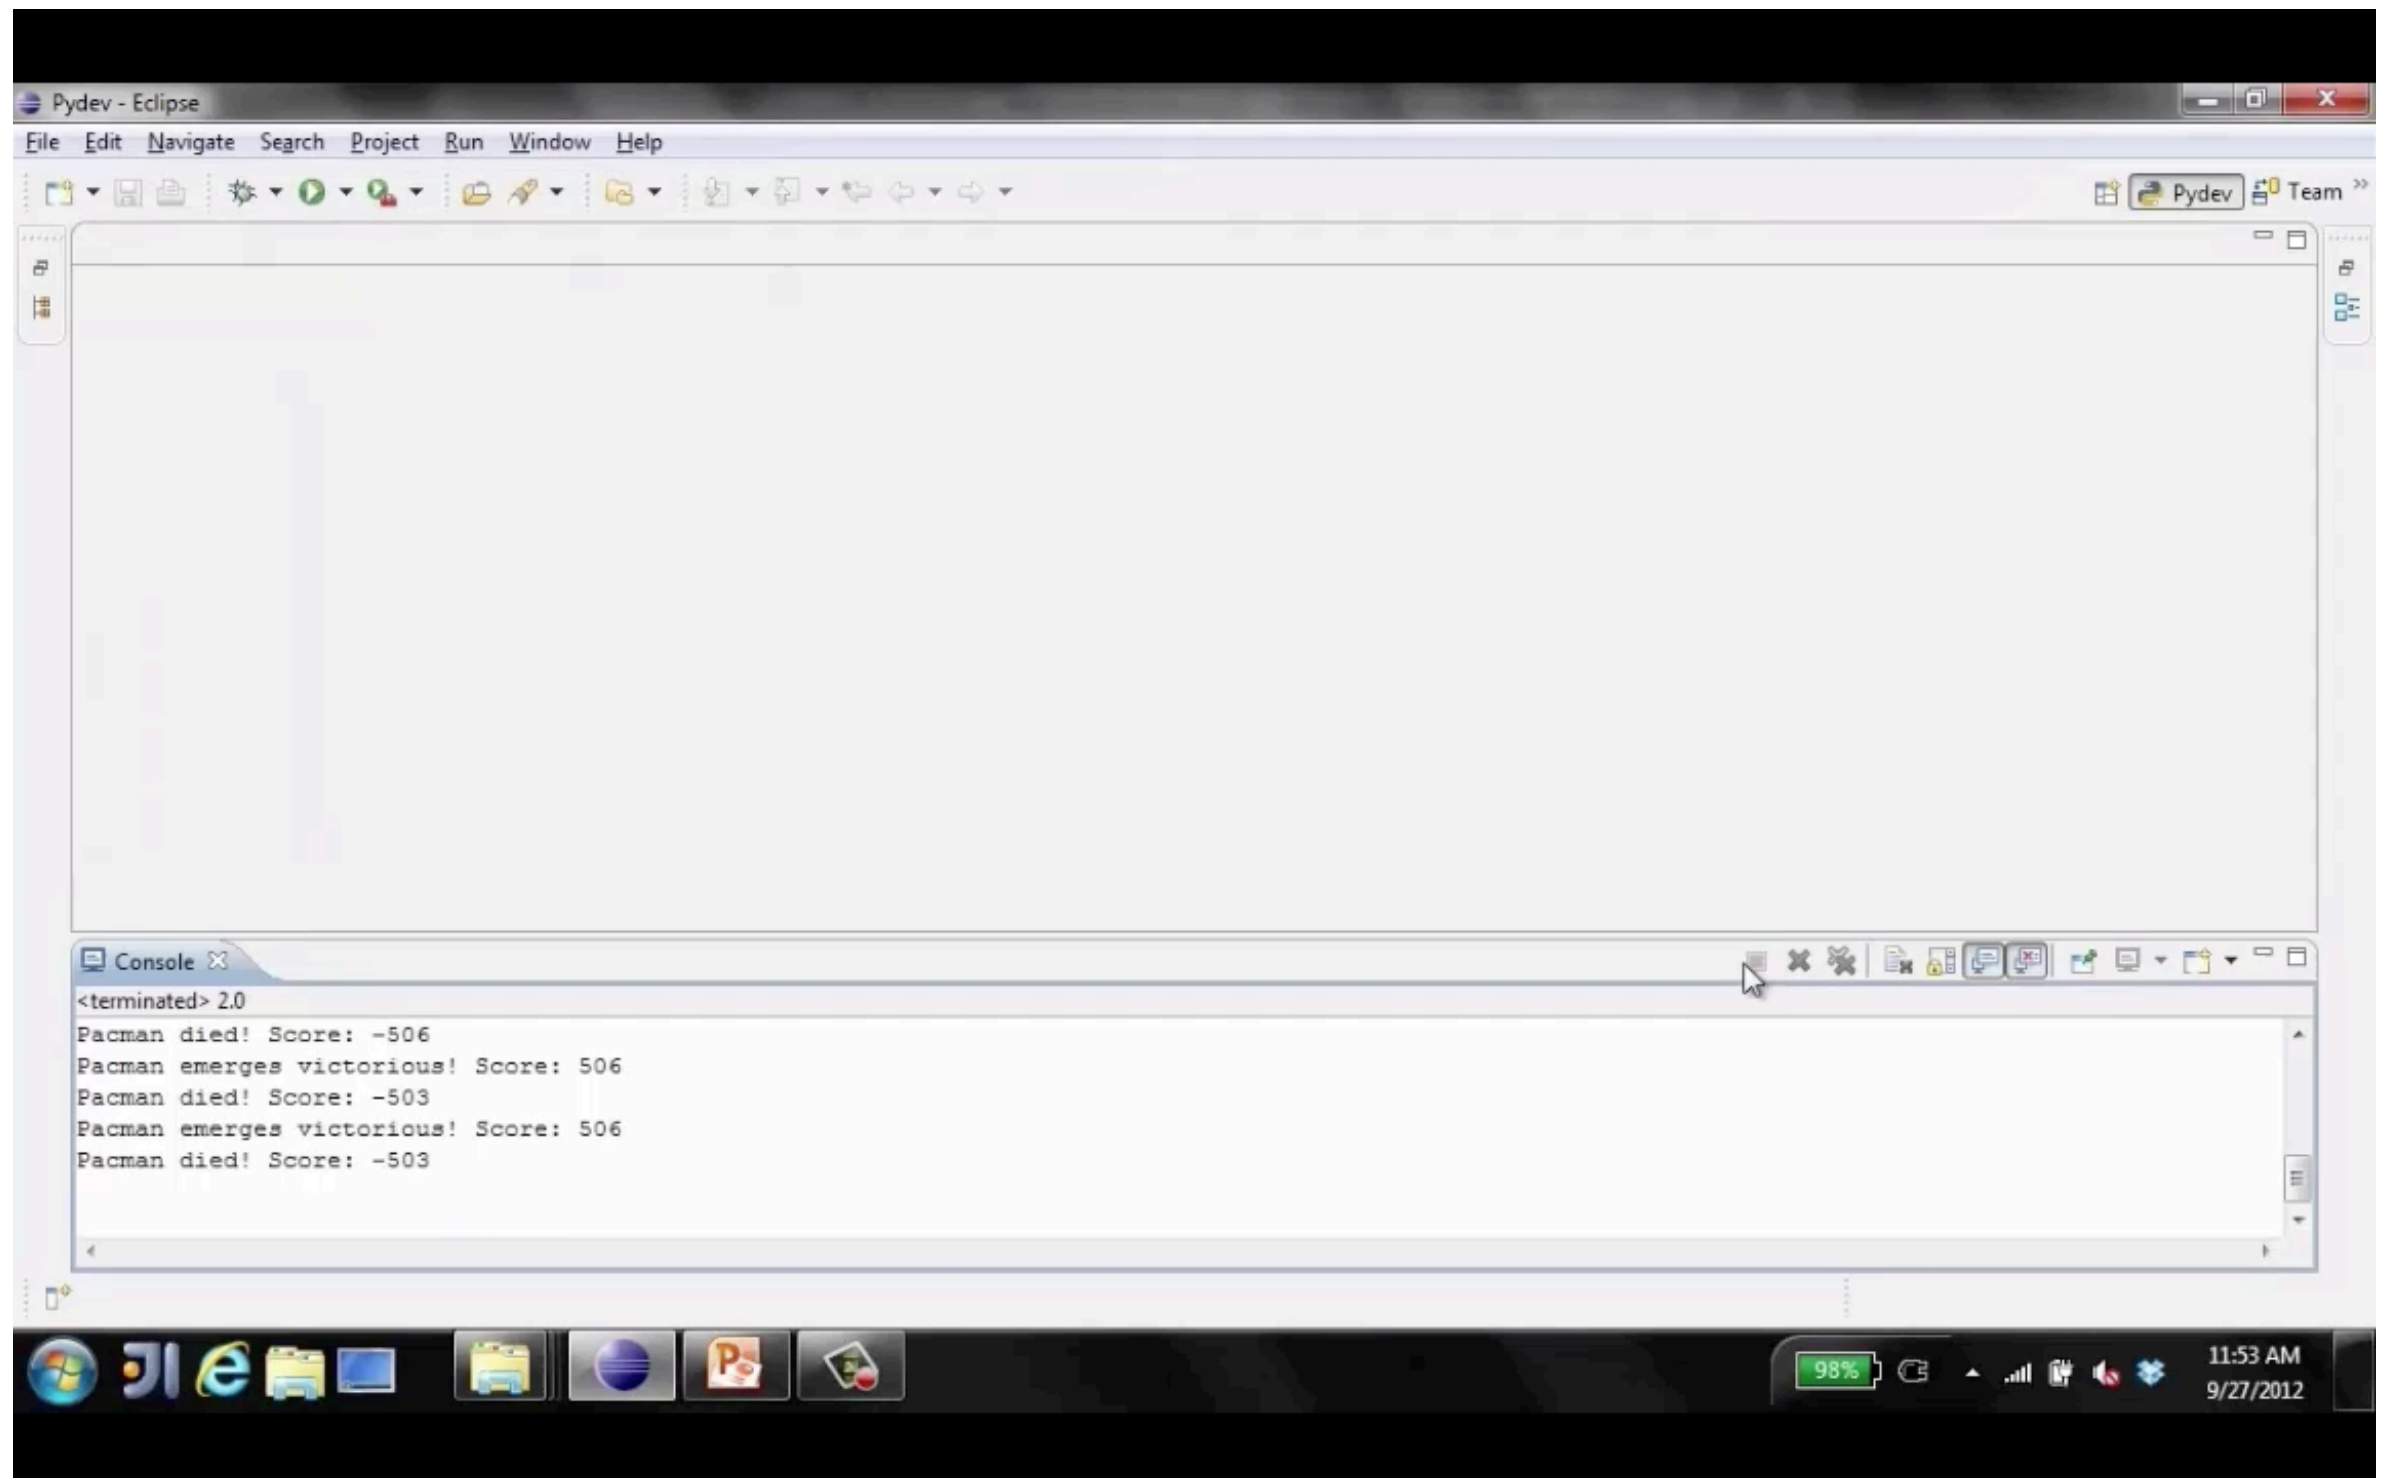 Pydev - Eclipse
File Edit Navigate Search Project Run Window Help
Pydev Team »
Console
<terminated> 2.0
Pacman died! Score: -506
Pacman emerges victorious! Score: 506
Pacman died! Score: -503
Pacman emerges victorious! Score: 506
Pacman died! Score: -503
98%
11:53 AM
9/27/2012